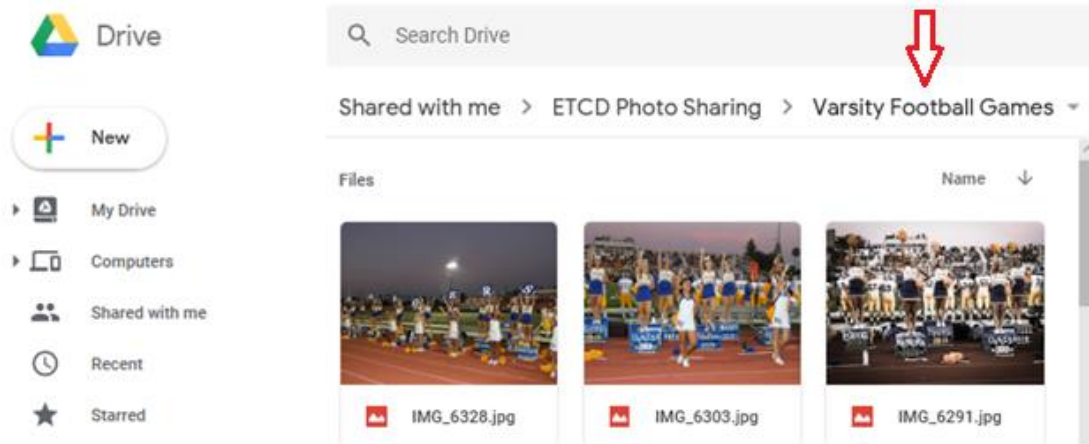 Drive
Search Drive
Shared with me > ETCD Photo Sharing > Varsity Football Games
New
My Drive
Computers
Shared with me
Recent
Starred
Files
Name
IMG_6328.jpg
IMG_6303.jpg
IMG_6291.jpg